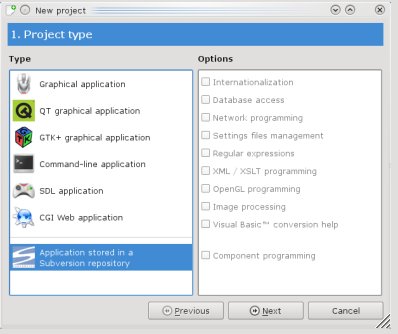 New project
1. Project type
Type
Graphical application
QT graphical application
GTK+ graphical application
Command-line application
SDL application
CGI Web application
Application stored in a
Subversion repository
Options
Internationalization
Database access
Network programming
Settings files management
Regular expressions
XML / XSLT programming
OpenGL programming
Image processing
Visual Basic™ conversion help
Component programming
Previous
Next
Cancel